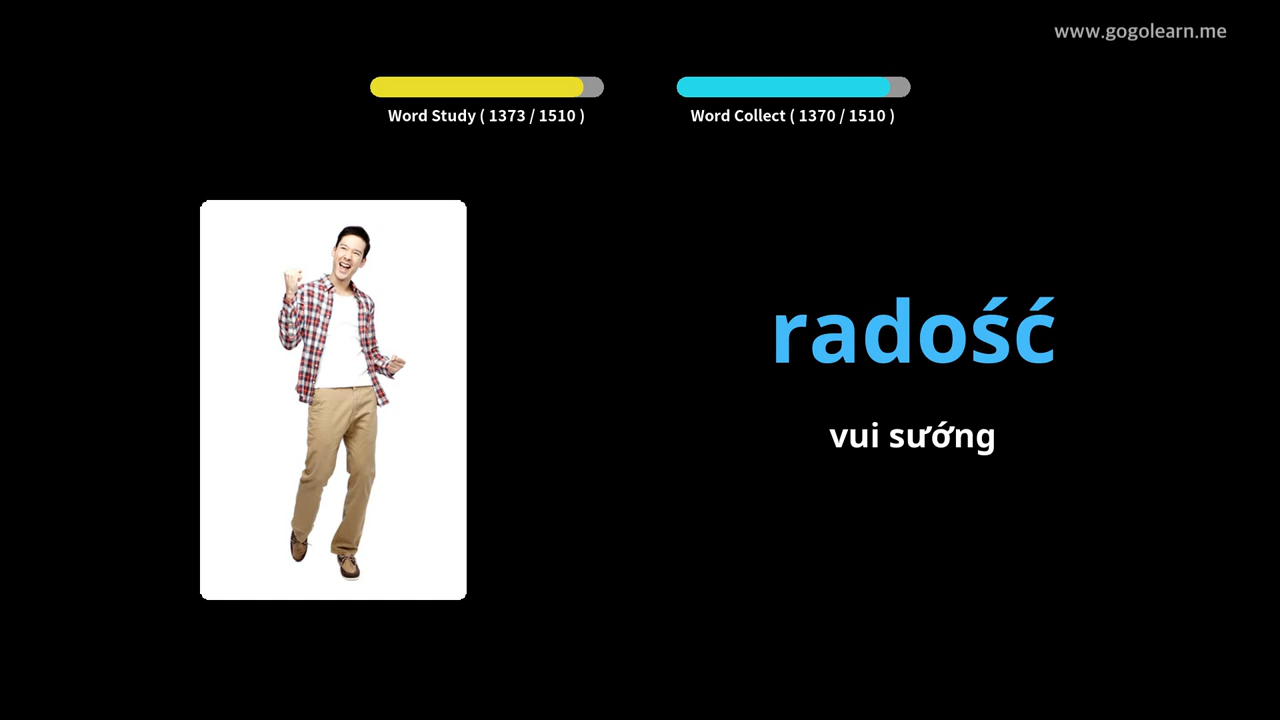 www.gogolearn.me
Word Study ( 1373 / 1510 )
Word Collect ( 1370 / 1510 )
radość
vui sướng